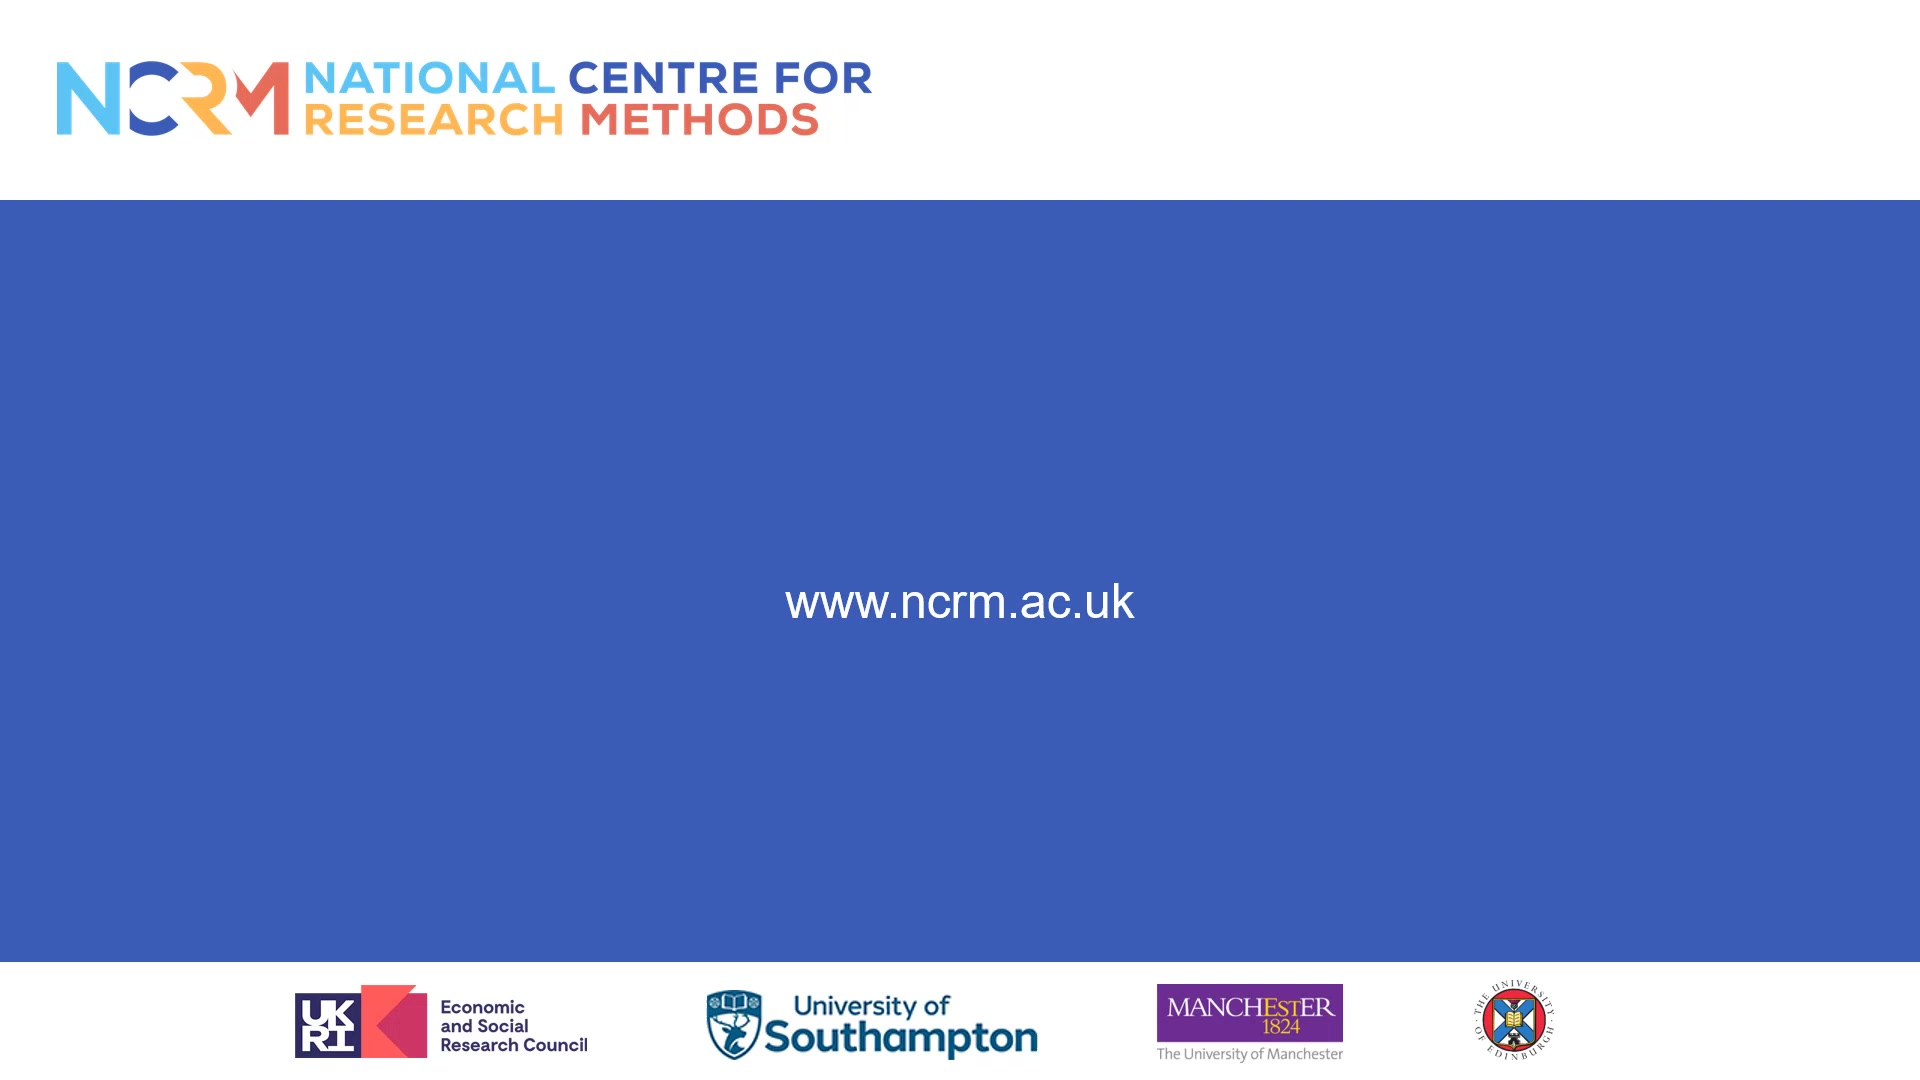 NCRM NATIONAL CENTRE FOR
RESEARCH METHODS
www.ncrm.ac.uk
UK
RI
Economic
and Social
Research Council
University of
Southampton
MANCHESTER
1824
The University of Manchester
THE UNIVERSITY
OF EDINBURGH